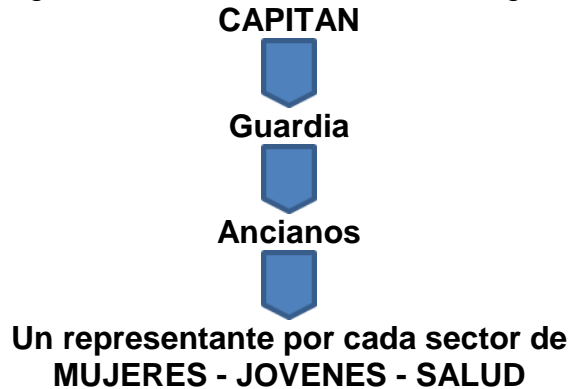 CAPITAN
Guardia
Ancianos
Un representante por cada sector de
MUJERES - JOVENES - SALUD